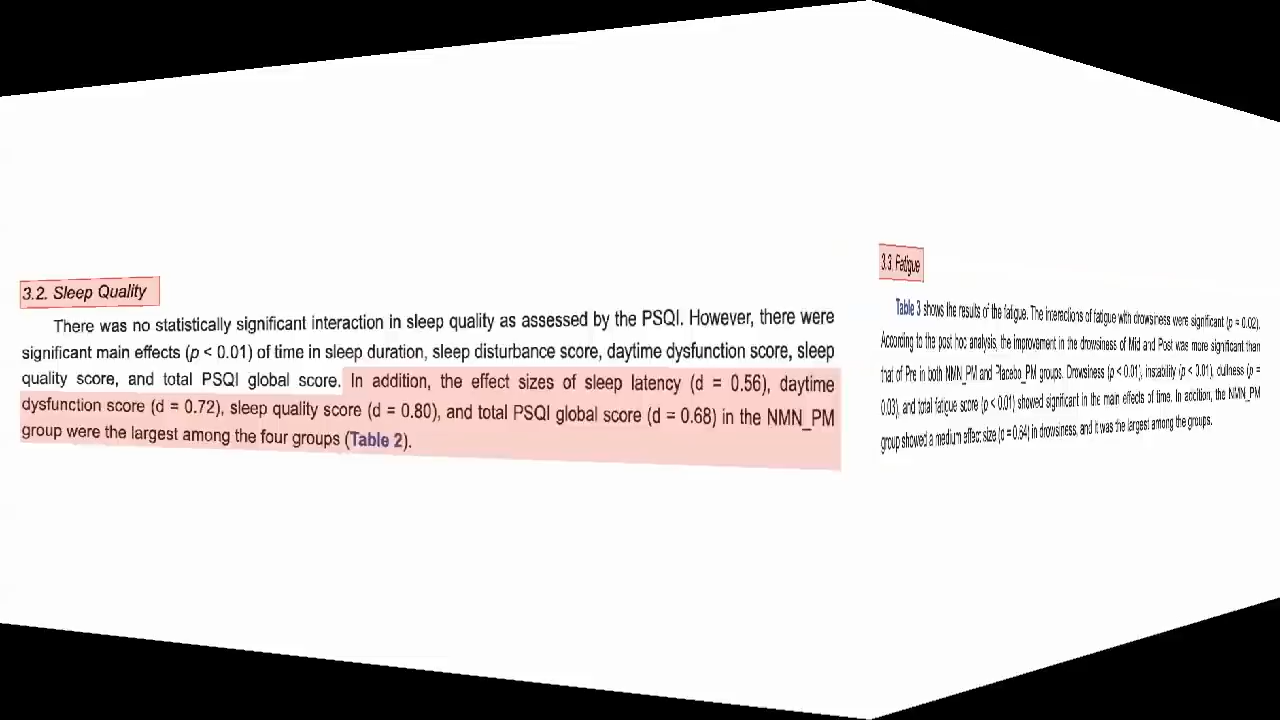 3.2. Sleep Quality
There was no statistically significant interaction in sleep quality as assessed by the PSQI. However, there were
significant main effects (p < 0.01) of time in sleep duration, sleep disturbance score, daytime dysfunction score, sleep
quality score, and total PSQI global score. In addition, the effect sizes of sleep latency (d = 0.56), daytime
dysfunction score (d = 0.72), sleep quality score (d = 0.80), and total PSQI global score (d = 0.68) in the NMN_PM
group were the largest among the four groups (Table 2).
3.3. Fatigue
Table 3 shows the results of the fatigue. The interactions of fatigue with drowsiness were significant (p = 0.02).
According to the post hoc analysis, the improvement in the drowsiness of Mid and Post was more significant than
that of Pre in both NMN_PM and Placebo_PM groups. Drowsiness (p < 0.01), instability (p < 0.01), dullness (p =
0.03), and total fatigue score (p < 0.01) showed significant in the main effects of time. In addition, the NMN_PM
group showed a medium effect size (d = 0.64) in drowsiness, and it was the largest among the groups.